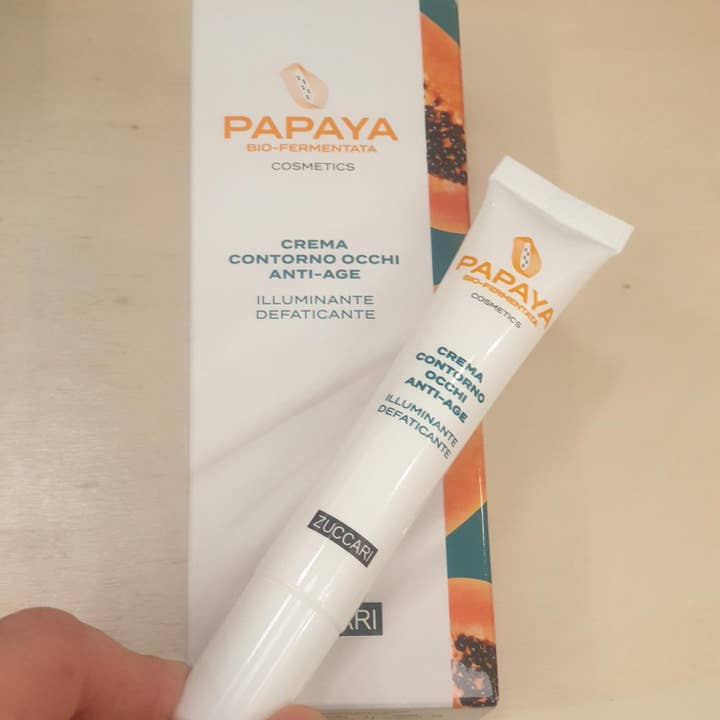 PAPAYA
BIO-FERMENTATA
COSMETICS
CREMA
CONTORNO OCCHI
ANTI-AGE
ILLUMINANTE
DEFATICANTE
ARI
PAPAYA
BIO-FERMENTATA
COSMETICS
CREMA
CONTORNO
OCCHI
ANTI-AGE
ILLUMINANTE
DEFATICANTE
ZUCCARI